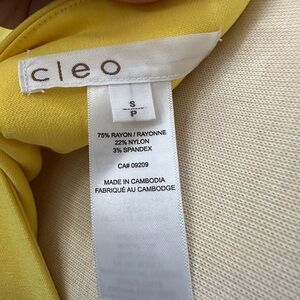 cleo
S
P
75% RAYON / RAYONNE
22% NYLON
3% SPANDEX
CA# 09209
MADE IN CAMBODIA
FABRIQUÉ AU CAMBODGE